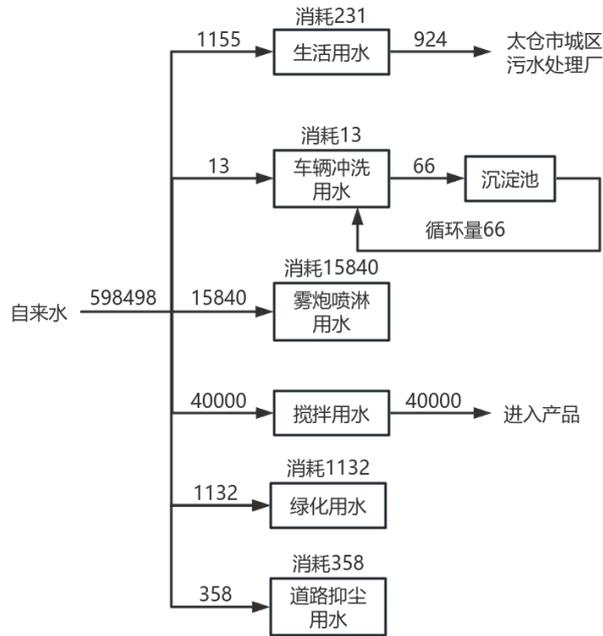 消耗231
1155
生活用水
924
太仓市城区
污水处理厂
消耗13
13
车辆冲洗
用水
66
沉淀池
循环量66
消耗15840
自来水
598498
15840
雾炮喷淋
用水
40000
搅拌用水
40000
进入产品
消耗1132
1132
绿化用水
消耗358
358
道路抑尘
用水